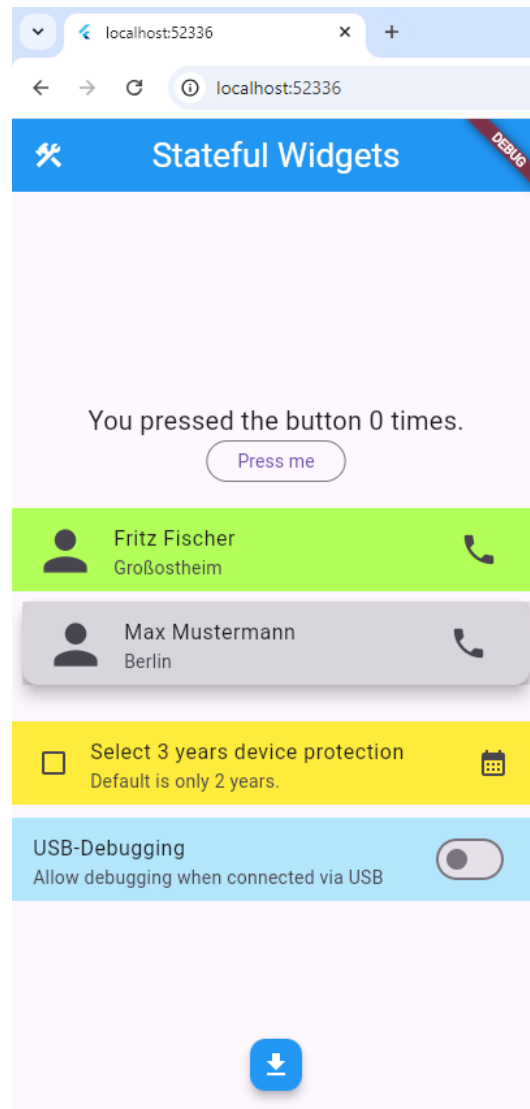 localhost:52336
localhost:52336
Stateful Widgets
DEBUG
You pressed the button 0 times.
Press me
Fritz Fischer
Großostheim
Max Mustermann
Berlin
Select 3 years device protection
Default is only 2 years.
USB-Debugging
Allow debugging when connected via USB